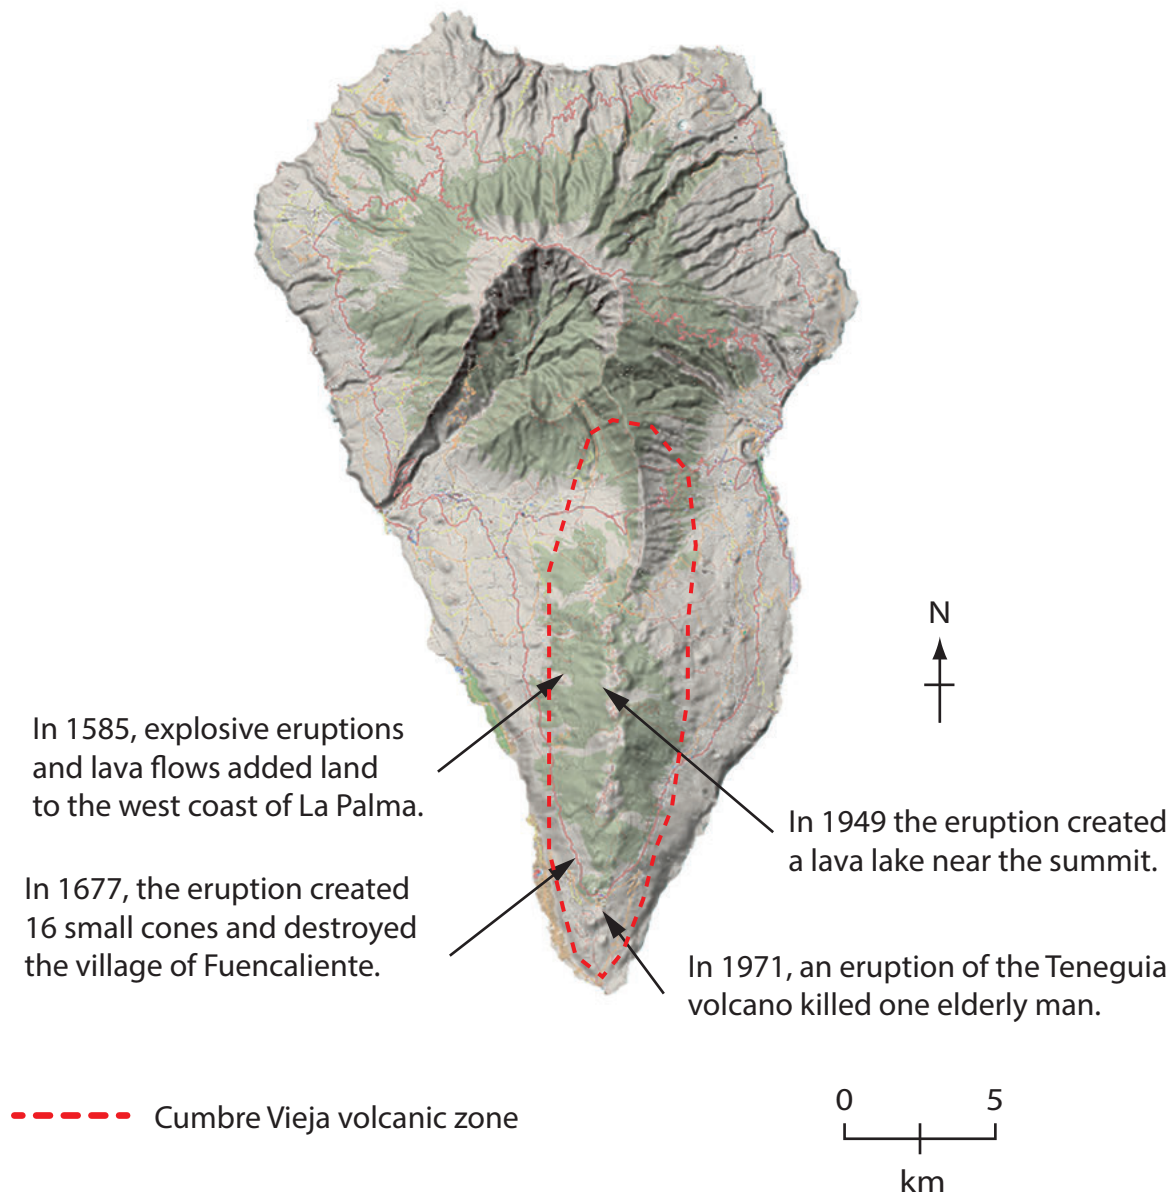 N
In 1585, explosive eruptions
and lava flows added land
to the west coast of La Palma.
In 1949 the eruption created
a lava lake near the summit.
In 1677, the eruption created
16 small cones and destroyed
the village of Fuencaliente.
In 1971, an eruption of the Teneguia
volcano killed one elderly man.
Cumbre Vieja volcanic zone
0 5
km